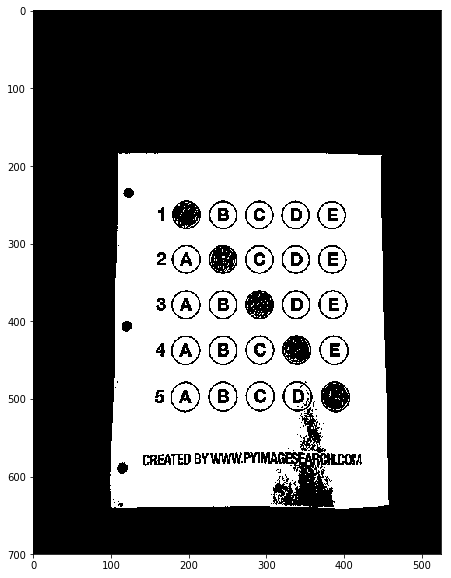 0
100
200
1 B C D E
300
2 A C D E
3 A B D E
400
4 A B C E
5 A B C D
500
CREATED BY WWW.PYIMAGESEARCH.COM
600
700
0 100 200 300 400 500